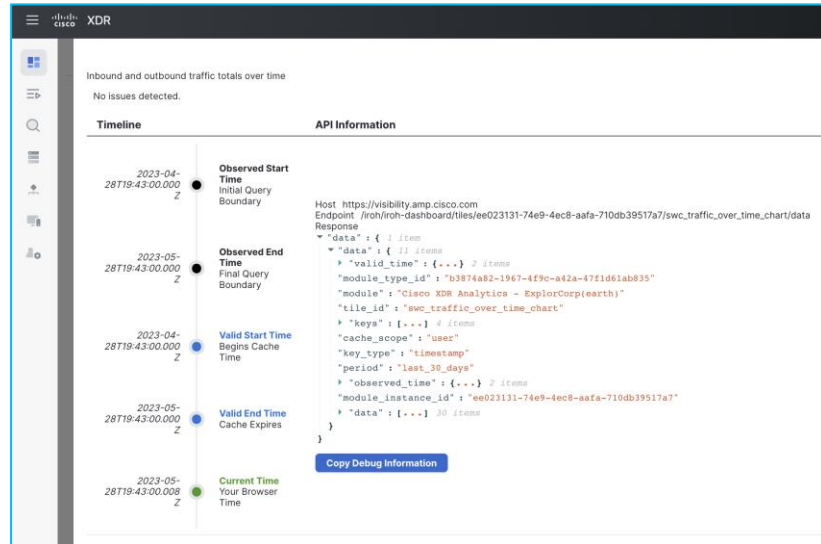 cisco XDR
Inbound and outbound traffic totals over time
No issues detected.
Timeline
API Information
2023-04-
28T19:43:00.000
Z
Observed Start
Time
Initial Query
Boundary
2023-05-
28T19:43:00.000
Z
Observed End
Time
Final Query
Boundary
2023-04-
28T19:43:00.000
Z
Valid Start Time
Begins Cache
Time
2023-05-
28T19:43:00.000
Z
Valid End Time
Cache Expires
2023-05-
28T19:43:00.008
Z
Current Time
Your Browser
Time
Host https://visibility.amp.cisco.com
Endpoint /iroh/iroh-dashboard/tiles/ee023131-74e9-4ec8-aafa-710db39517a7/swc_traffic_over_time_chart/data
Response
"data" : { 1 item
"data" : { 11 items
"valid_time" : {...} 2 items
"module_type_id" : "b3874a82-1967-4f9c-a42a-47f1d61ab835"
"module" : "Cisco XDR Analytics - ExplorCorp(earth)"
"tile_id" : "swc_traffic_over_time_chart"
"keys" : [...] 4 items
"cache_scope" : "user"
"key_type" : "timestamp"
"period" : "last_30_days"
"observed_time" : {...} 2 items
"module_instance_id" : "ee023131-74e9-4ec8-aafa-710db39517a7"
"data" : [...] 30 items
}
}
Copy Debug Information